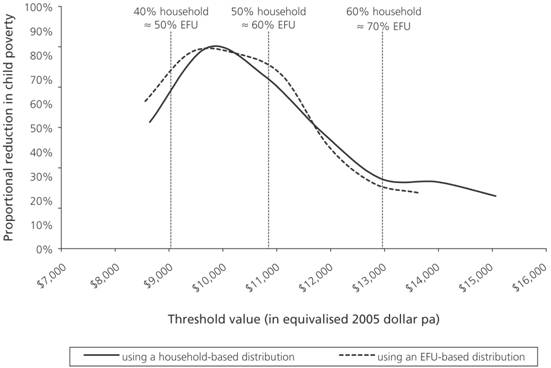 40% household
≈ 50% EFU
50% household
≈ 60% EFU
60% household
≈ 70% EFU
Proportional reduction in child poverty
100%
90%
80%
70%
60%
50%
40%
30%
20%
10%
0%
$7,000
$8,000
$9,000
$10,000
$11,000
$12,000
$13,000
$14,000
$15,000
$16,000
Threshold value (in equivalised 2005 dollar pa)
using a household-based distribution
using an EFU-based distribution